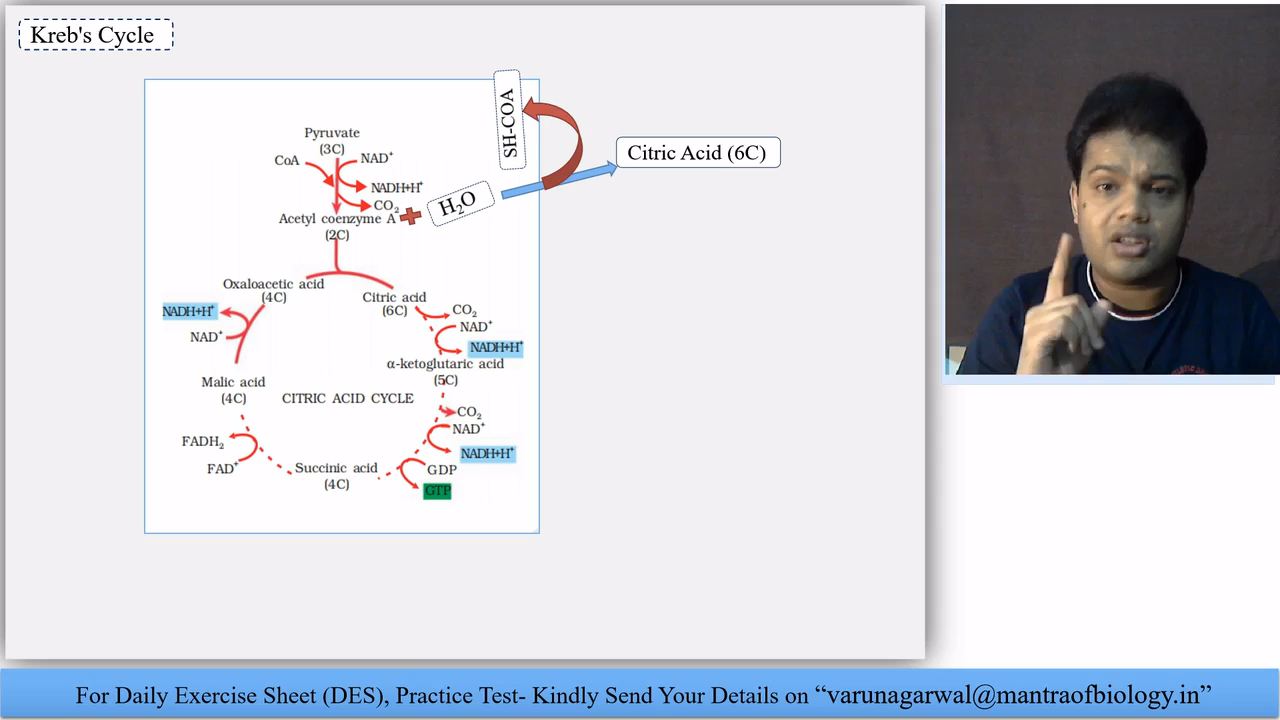 Kreb's Cycle
SH-COA
Pyruvate
(3C)
CoA
NAD⁺
NADH+H⁺
CO₂
Acetyl coenzyme A
(2C)
H₂O
Citric Acid (6C)
Oxaloacetic acid
(4C)
Citric acid
(6C)
NADH+H⁺
NAD⁺
CO₂
NAD⁺
NADH+H⁺
α-ketoglutaric acid
(5C)
Malic acid
(4C)
CITRIC ACID CYCLE
CO₂
NAD⁺
NADH+H⁺
FADH₂
FAD⁺
Succinic acid
(4C)
GDP
GTP
For Daily Exercise Sheet (DES), Practice Test- Kindly Send Your Details on “varunagarwal@mantraofbiology.in”